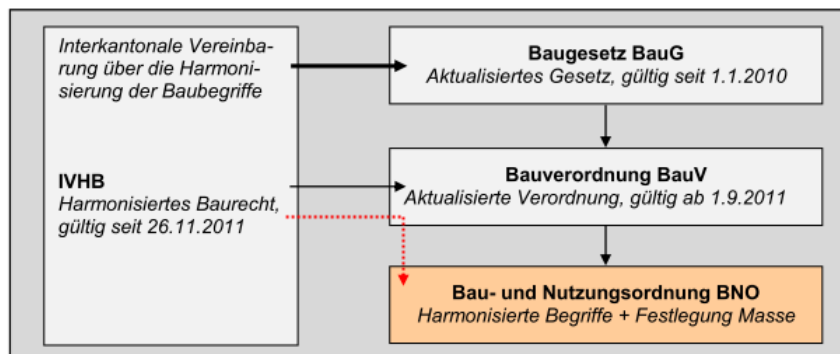 Interkantonale Vereinba-
rung über die Harmoni-
sierung der Baubegriffe
IVHB
Harmonisiertes Baurecht,
gültig seit 26.11.2011
Baugesetz BauG
Aktualisiertes Gesetz, gültig seit 1.1.2010
Bauverordnung BauV
Aktualisierte Verordnung, gültig ab 1.9.2011
Bau- und Nutzungsordnung BNO
Harmonisierte Begriffe + Festlegung Masse